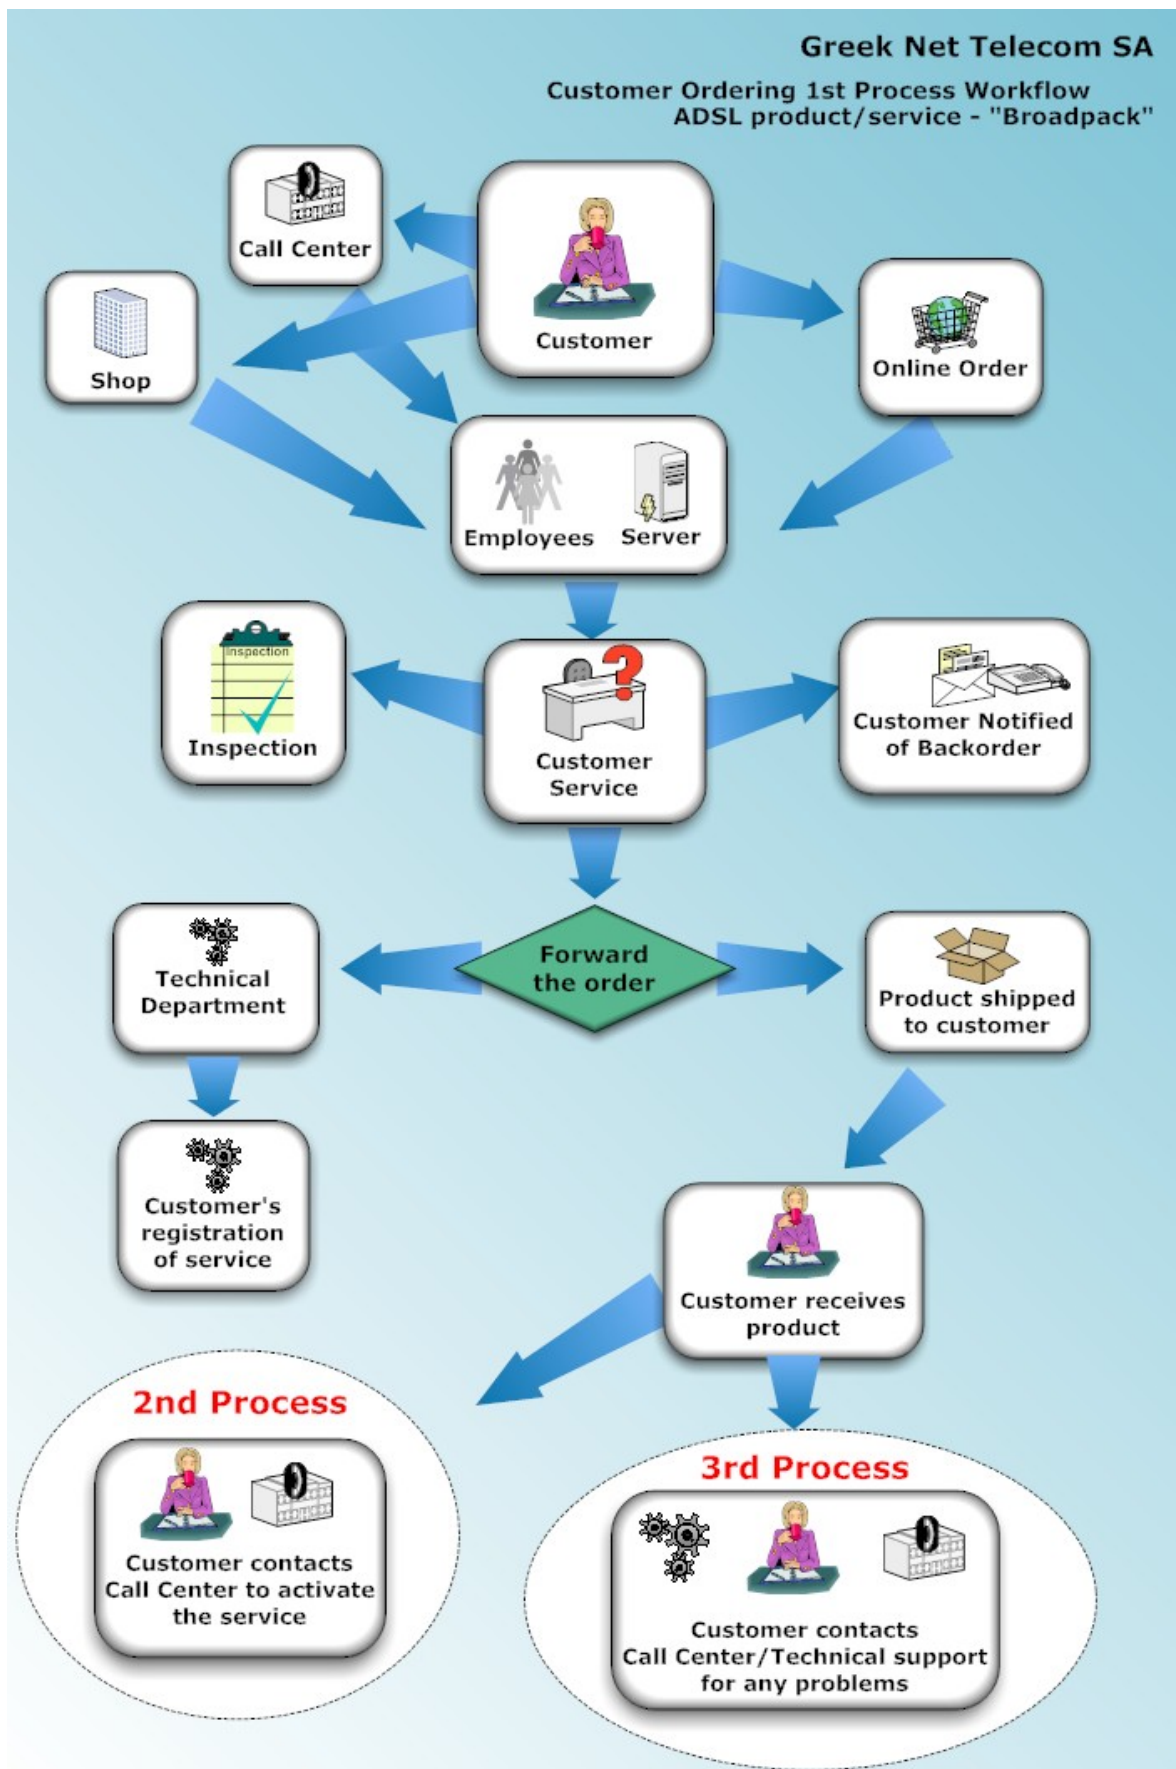 Greek Net Telecom SA
Customer Ordering 1st Process Workflow
ADSL product/service - "Broadpack"
Call Center
Customer
Shop
Online Order
Employees
Server
Inspection
Inspection
Customer
Service
Customer Notified
of Backorder
Forward
the order
Technical
Department
Product shipped
to customer
Customer's
registration
of service
Customer receives
product
2nd Process
Customer contacts
Call Center to activate
the service
3rd Process
Customer contacts
Call Center/Technical support
for any problems